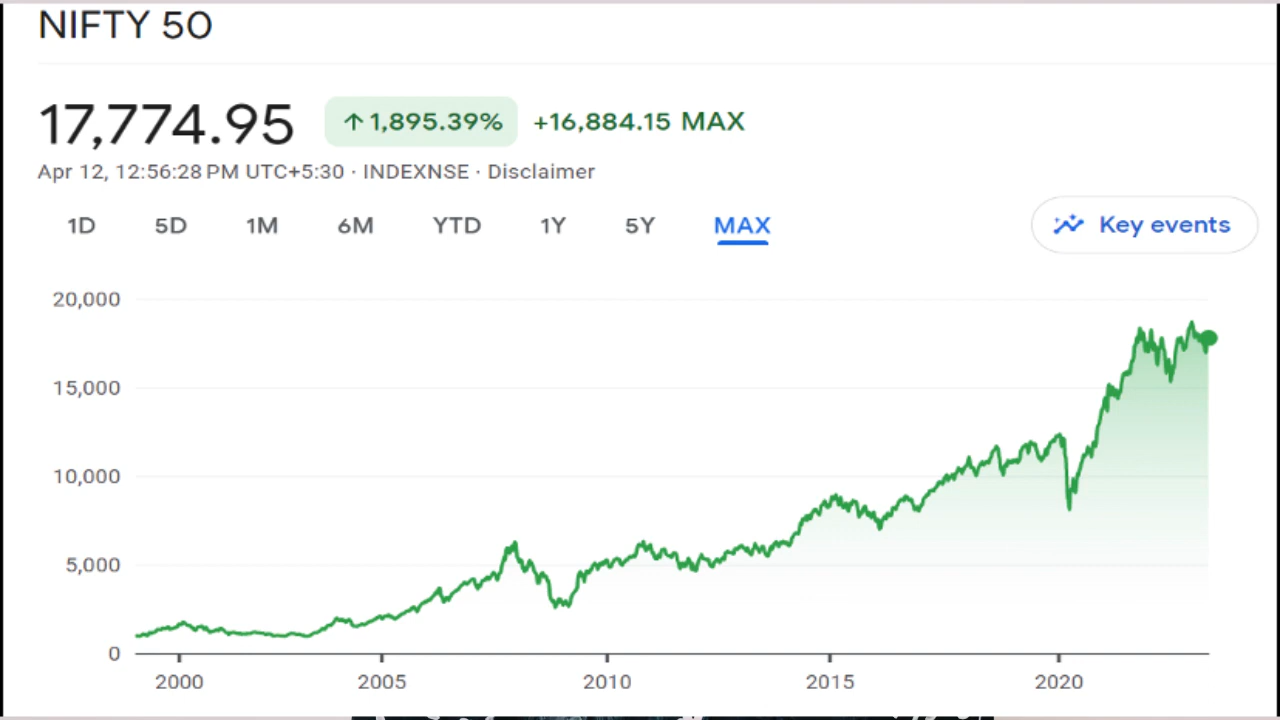 NIFTY 50
17,774.95 ↑ 1,895.39% +16,884.15 MAX
Apr 12, 12:56:28 PM UTC+5:30 · INDEXNSE · Disclaimer
1D 5D 1M 6M YTD 1Y 5Y MAX Key events
20,000
15,000
10,000
5,000
0
2000 2005 2010 2015 2020